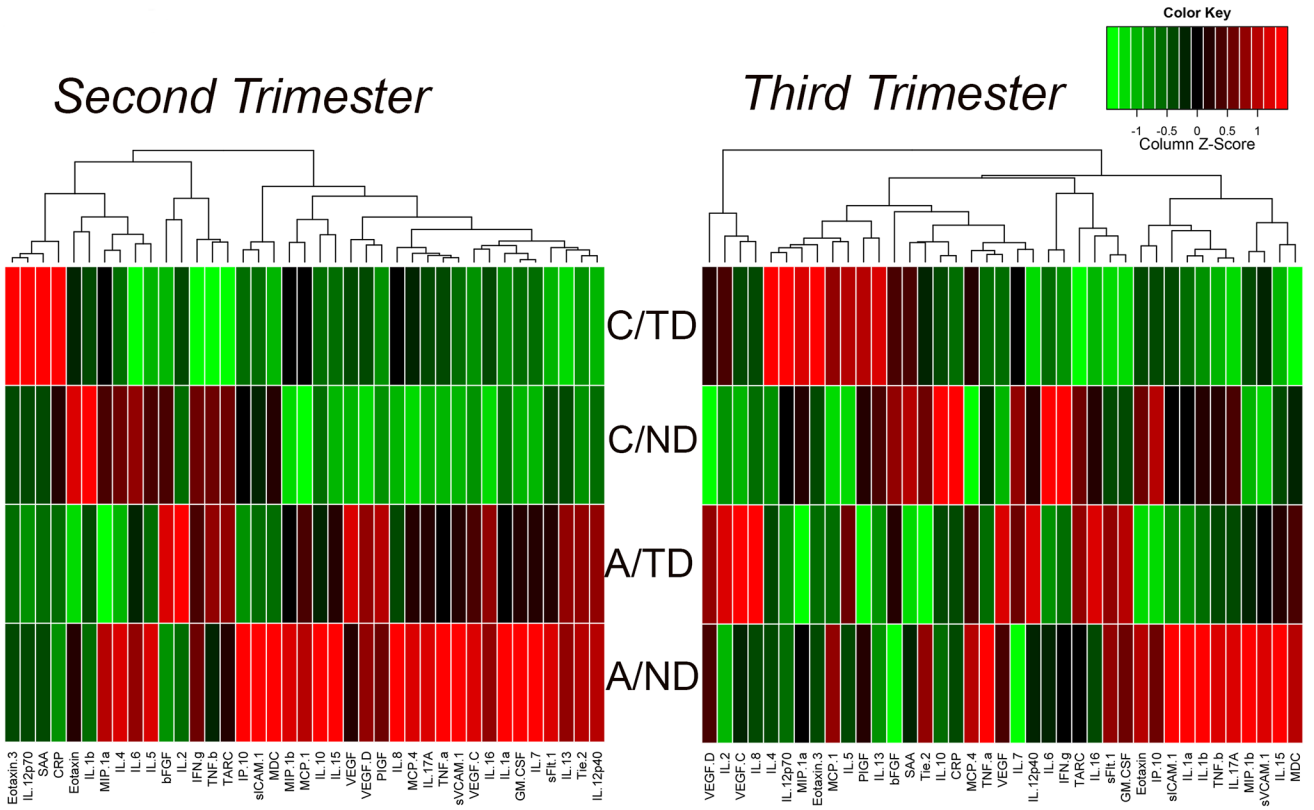 Color Key
-1 -0.5 0 0.5 1
Column Z-Score
Second Trimester
Third Trimester
C/TD
C/ND
A/TD
A/ND
Eotaxin.3
IL.12p70
SAA
CRP
Eotaxin
IL.1b
MIP.1a
IL.4
IL.6
IL.5
bFGF
IL.2
IFN.g
TNF.b
TARC
IP.10
sICAM.1
MDC
MIP.1b
MCP.1
IL.10
IL.15
VEGF
VEGF.D
PlGF
IL.8
MCP.4
IL.17A
TNF.a
sVCAM.1
VEGF.C
IL.16
IL.1a
GM.CSF
IL.7
sFlt.1
IL.13
Tie.2
IL.12p40
VEGF.D
IL.2
VEGF.C
IL.8
IL.4
IL.12p70
MIP.1a
Eotaxin.3
MCP.1
IL.5
PlGF
IL.13
bFGF
SAA
Tie.2
IL.10
CRP
MCP.4
TNF.a
VEGF
IL.7
IL.12p40
IL.6
IFN.g
TARC
IL.16
sFlt.1
GM.CSF
Eotaxin
IP.10
sICAM.1
IL.1a
IL.1b
TNF.b
IL.17A
MIP.1b
sVCAM.1
IL.15
MDC